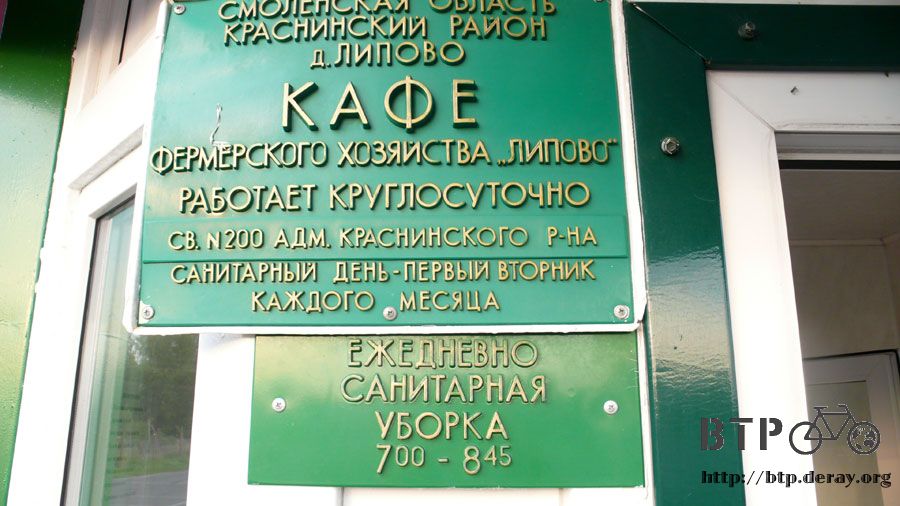 СМОЛЕНСКАЯ ОБЛАСТЬ
КРАСНИНСКИЙ РАЙОН
д. ЛИПОВО
КАФЕ
ФЕРМЕРСКОГО ХОЗЯЙСТВА „ЛИПОВО"
РАБОТАЕТ КРУГЛОСУТОЧНО
СВ. N200 АДМ. КРАСНИНСКОГО Р-НА
САНИТАРНЫЙ ДЕНЬ - ПЕРВЫЙ ВТОРНИК
КАЖДОГО МЕСЯЦА
ЕЖЕДНЕВНО
САНИТАРНАЯ
УБОРКА
7⁰⁰ - 8⁴⁵
BTP
http://btp.deray.org